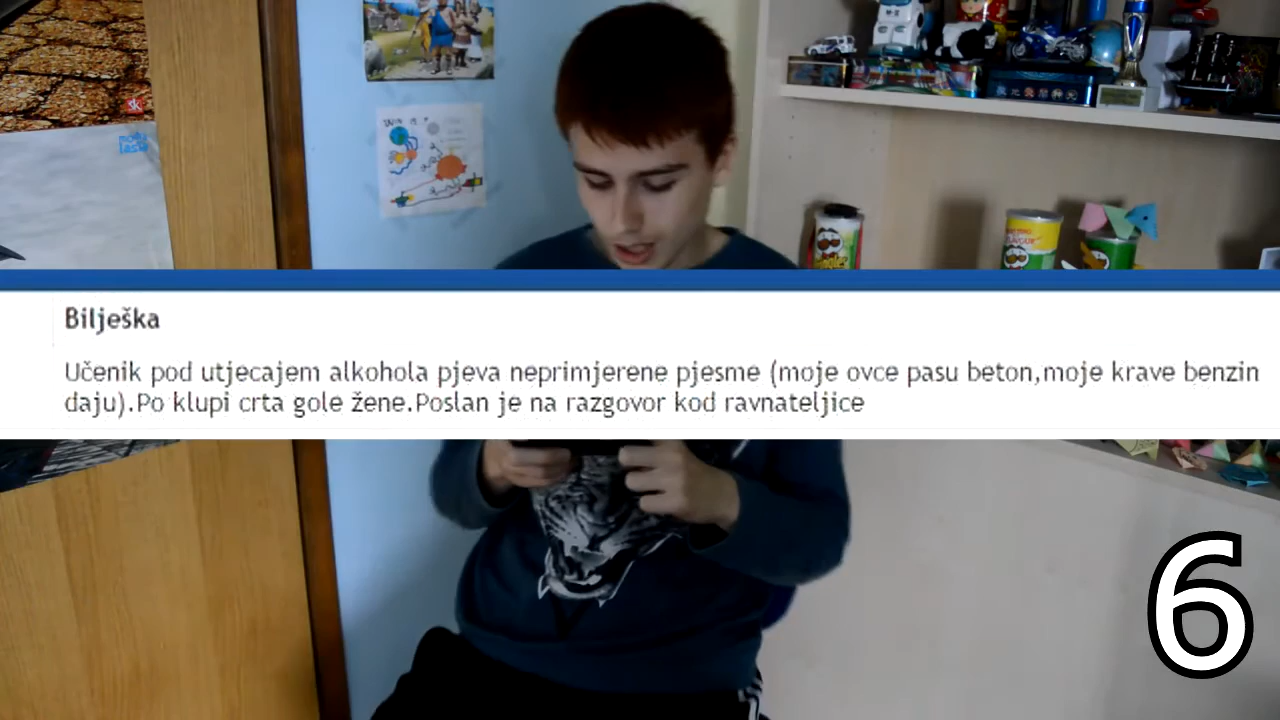 Bilješka
Učenik pod utjecajem alkohola pjeva neprimjerene pjesme (moje ovce pasu beton,moje krave benzin
daju).Po klupi crta gole žene.Poslan je na razgovor kod ravnateljice
6